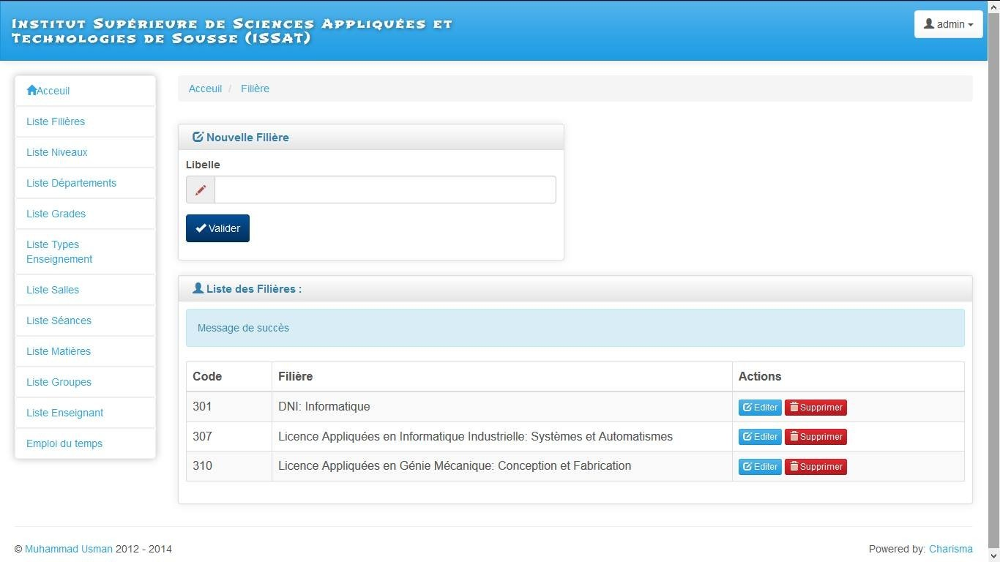 Institut Supérieure de Sciences Appliquées et
Technologies de Sousse (ISSAT)
admin
Acceuil
Liste Filières
Liste Niveaux
Liste Départements
Liste Grades
Liste Types
Enseignement
Liste Salles
Liste Séances
Liste Matières
Liste Groupes
Liste Enseignant
Emploi du temps
Acceuil / Filière
Nouvelle Filière
Libelle
Valider
Liste des Filières :
Message de succès
Code Filière Actions
301 DNI: Informatique Editer Supprimer
307 Licence Appliquées en Informatique Industrielle: Systèmes et Automatismes Editer Supprimer
310 Licence Appliquées en Génie Mécanique: Conception et Fabrication Editer Supprimer
© Muhammad Usman 2012 - 2014
Powered by: Charisma